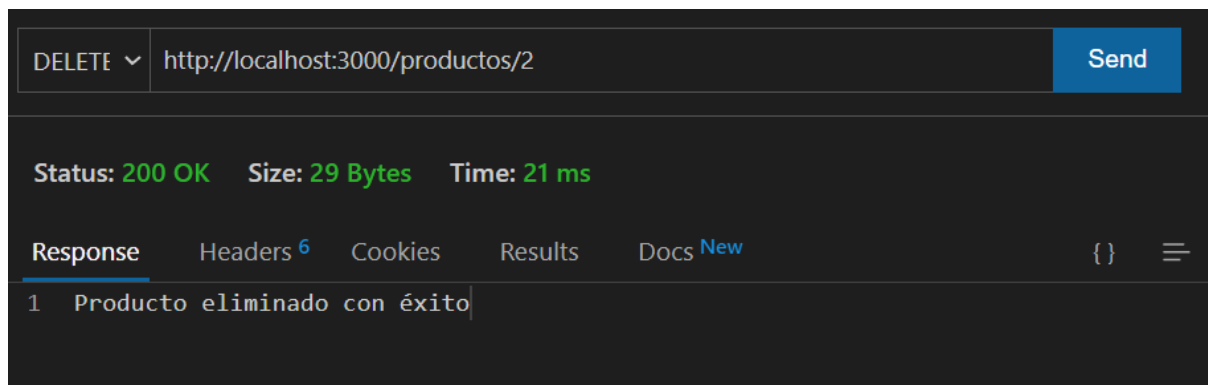 DELETE http://localhost:3000/productos/2 Send
Status: 200 OK Size: 29 Bytes Time: 21 ms
Response Headers 6 Cookies Results Docs New { }
1 Producto eliminado con éxito